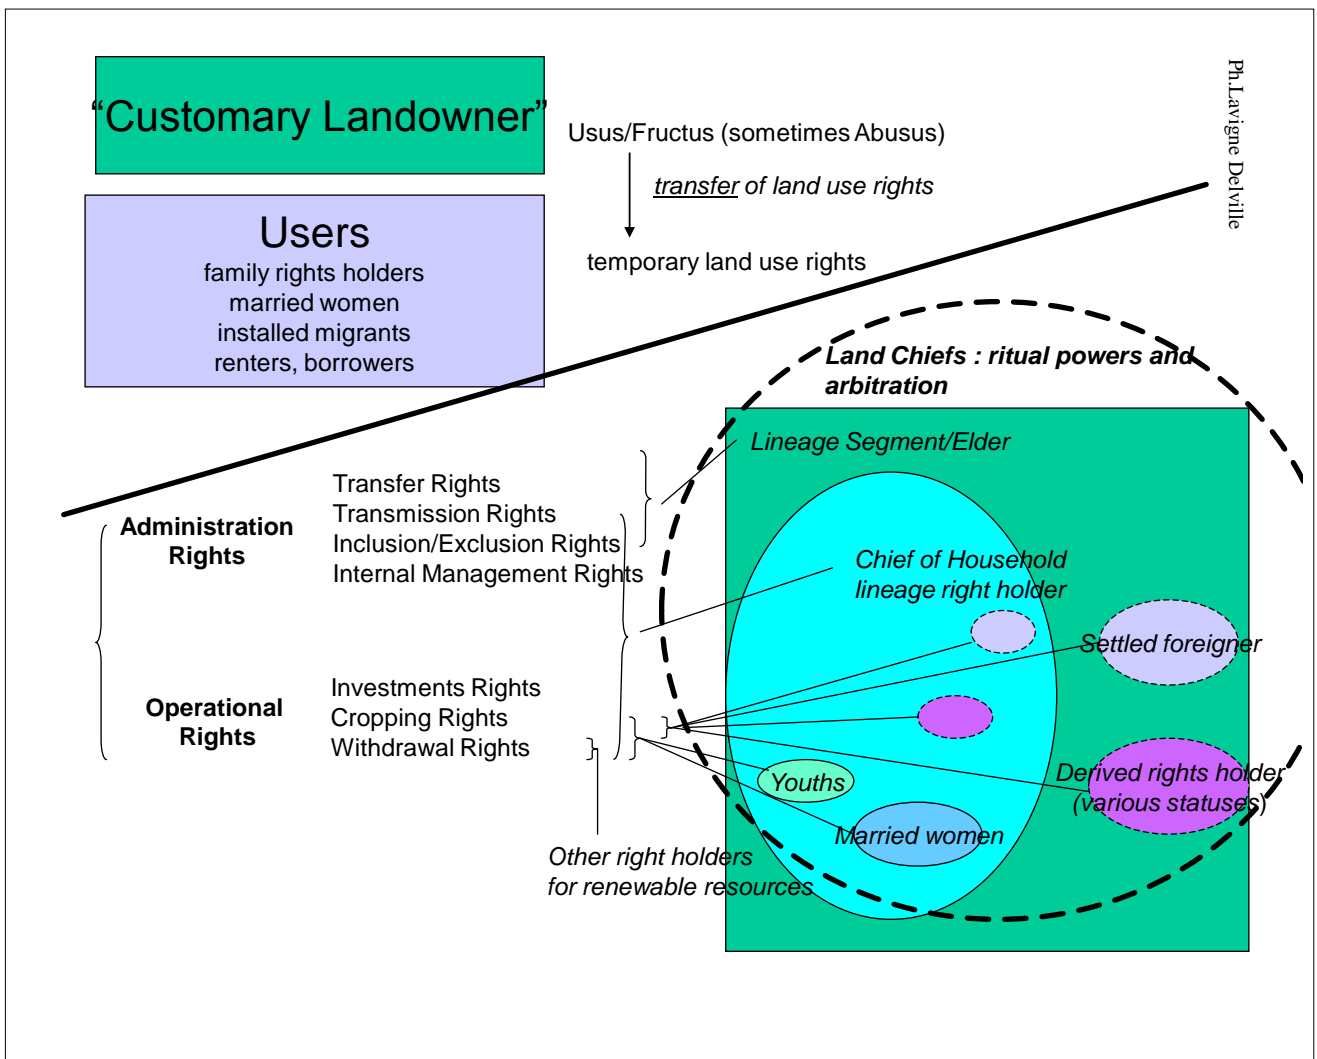 “Customary Landowner”
Usus/Fructus (sometimes Abusus)
transfer of land use rights
temporary land use rights
Ph.Lavigne Delville
Users
family rights holders
married women
installed migrants
renters, borrowers
Land Chiefs : ritual powers and
arbitration
Lineage Segment/Elder
Administration
Rights
Transfer Rights
Transmission Rights
Inclusion/Exclusion Rights
Internal Management Rights
Chief of Household
lineage right holder
Settled foreigner
Operational
Rights
Investments Rights
Cropping Rights
Withdrawal Rights
Youths
Married women
Derived rights holder
(various statuses)
Other right holders
for renewable resources